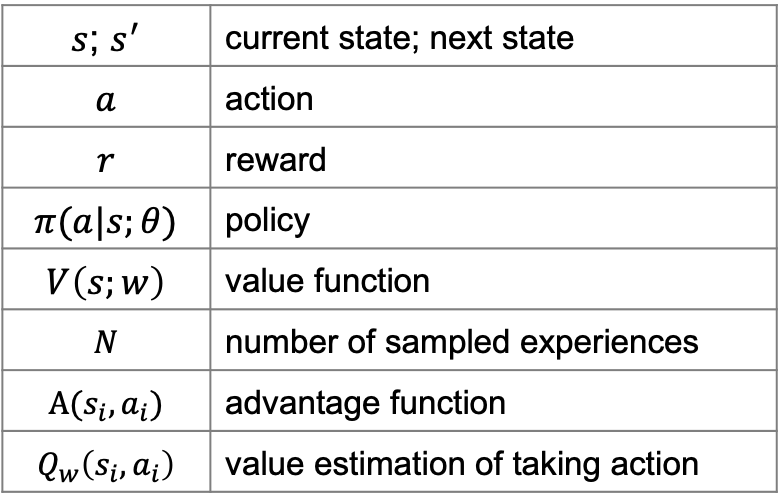 s; s′ current state; next state
a action
r reward
π(a|s; θ) policy
V(s; w) value function
N number of sampled experiences
A(sᵢ, aᵢ) advantage function
Q_w(sᵢ, aᵢ) value estimation of taking action